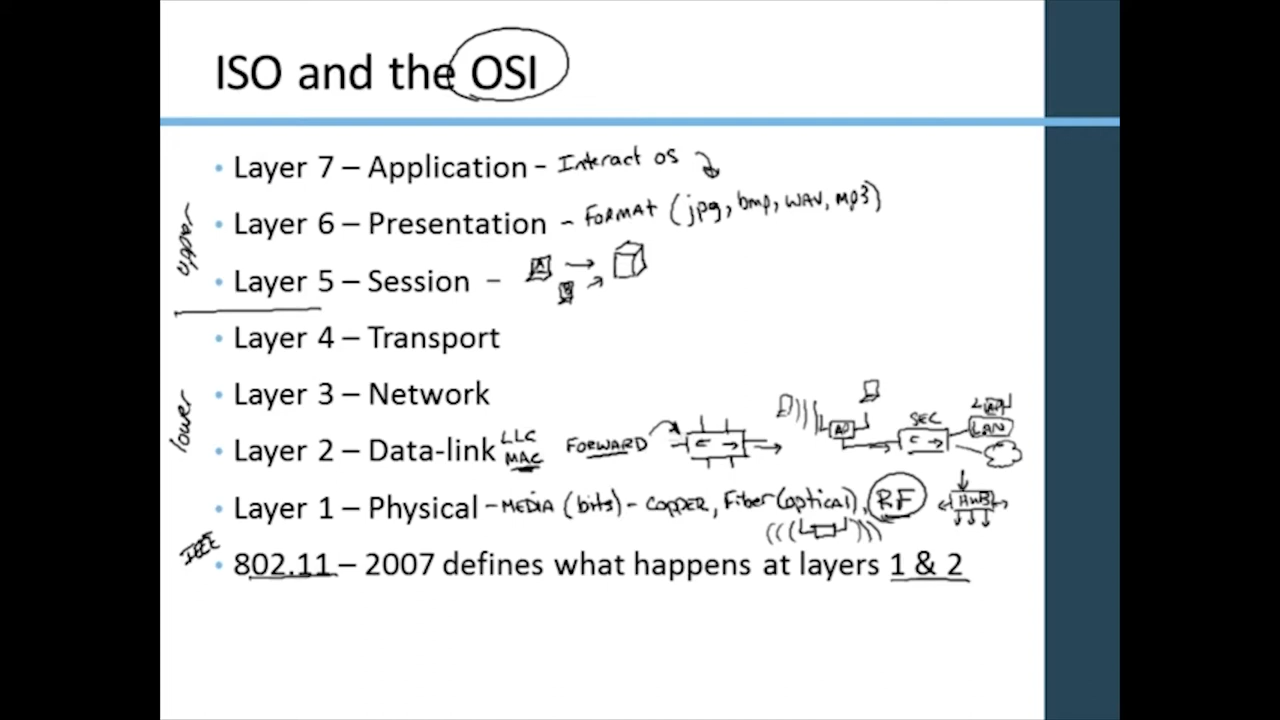 ISO and the OSI
• Layer 7 – Application - Interact OS
• Layer 6 – Presentation - FORMAT (jpg, bmp, WAV, MP3)
upper
• Layer 5 – Session -
A
B
• Layer 4 – Transport
• Layer 3 – Network
lower
AP
SEC
AP
LAN
LLC
• Layer 2 – Data-link MAC FORWARD
• Layer 1 – Physical - MEDIA (bits) - COPPER, Fiber (optical), RF HUB
IEEE
• 802.11 – 2007 defines what happens at layers 1 & 2